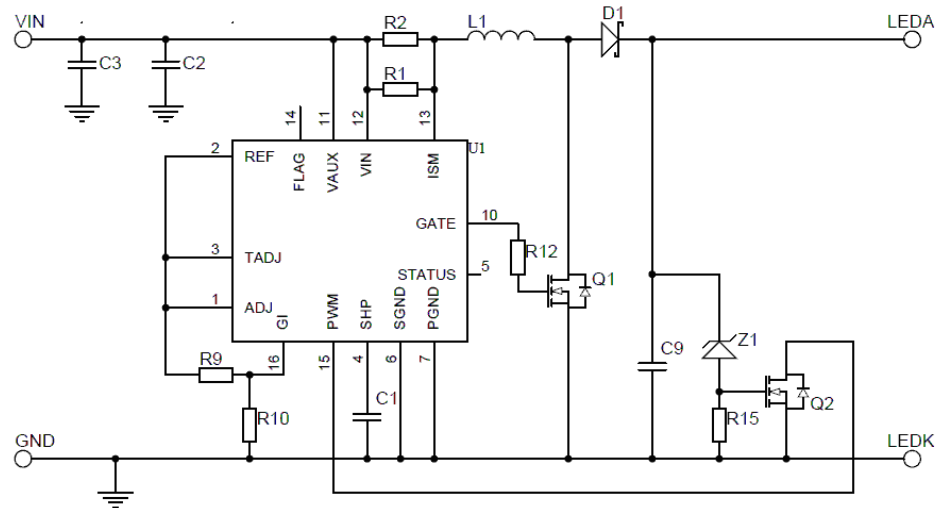 VIN
R2
L1
D1
LEDA
C3
C2
R1
14
11
12
13
U1
2
REF
FLAG
VAUX
VIN
ISM
GATE
10
R12
3
TADJ
STATUS
5
Q1
1
ADJ
GI
PWM
SHP
SGND
PGND
R9
16
15
4
6
7
C9
Z1
C1
R10
R15
Q2
GND
LEDK